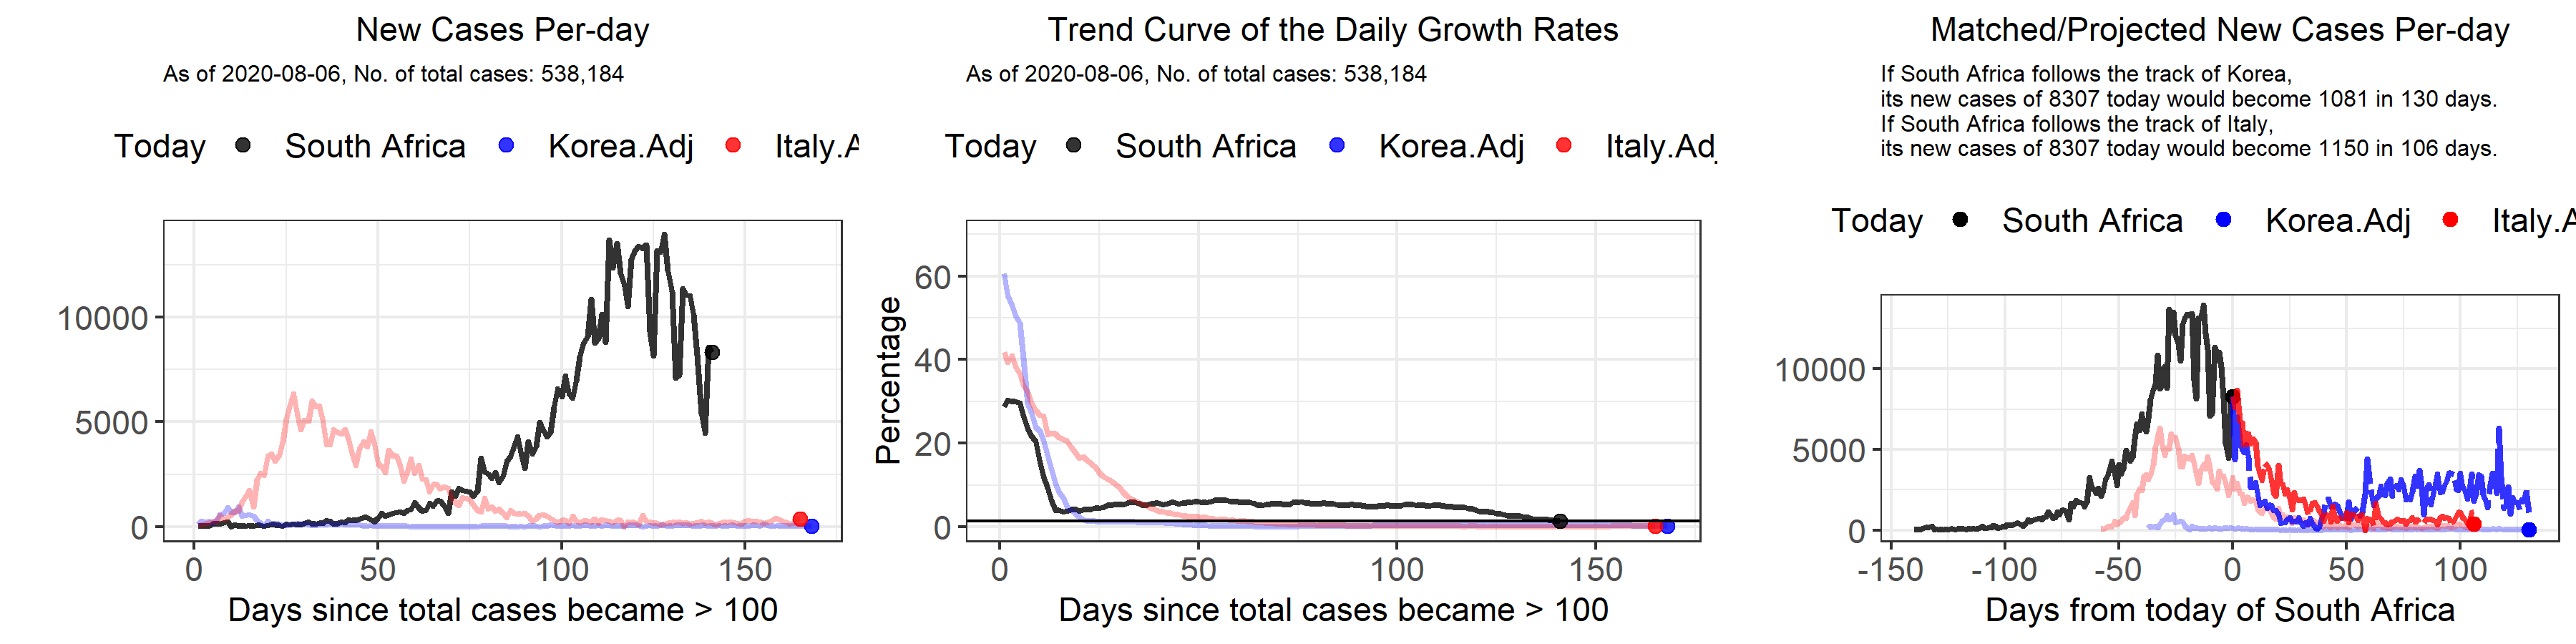 New Cases Per-day
As of 2020-08-06, No. of total cases: 538,184
Today South Africa Korea.Adj Italy.A
10000
5000
0
0 50 100 150
Days since total cases became > 100
Trend Curve of the Daily Growth Rates
As of 2020-08-06, No. of total cases: 538,184
Today South Africa Korea.Adj Italy.Adj
Percentage
60
40
20
0
0 50 100 150
Days since total cases became > 100
Matched/Projected New Cases Per-day
If South Africa follows the track of Korea,
its new cases of 8307 today would become 1081 in 130 days.
If South Africa follows the track of Italy,
its new cases of 8307 today would become 1150 in 106 days.
Today South Africa Korea.Adj Italy.A
10000
5000
0
-150 -100 -50 0 50 100
Days from today of South Africa